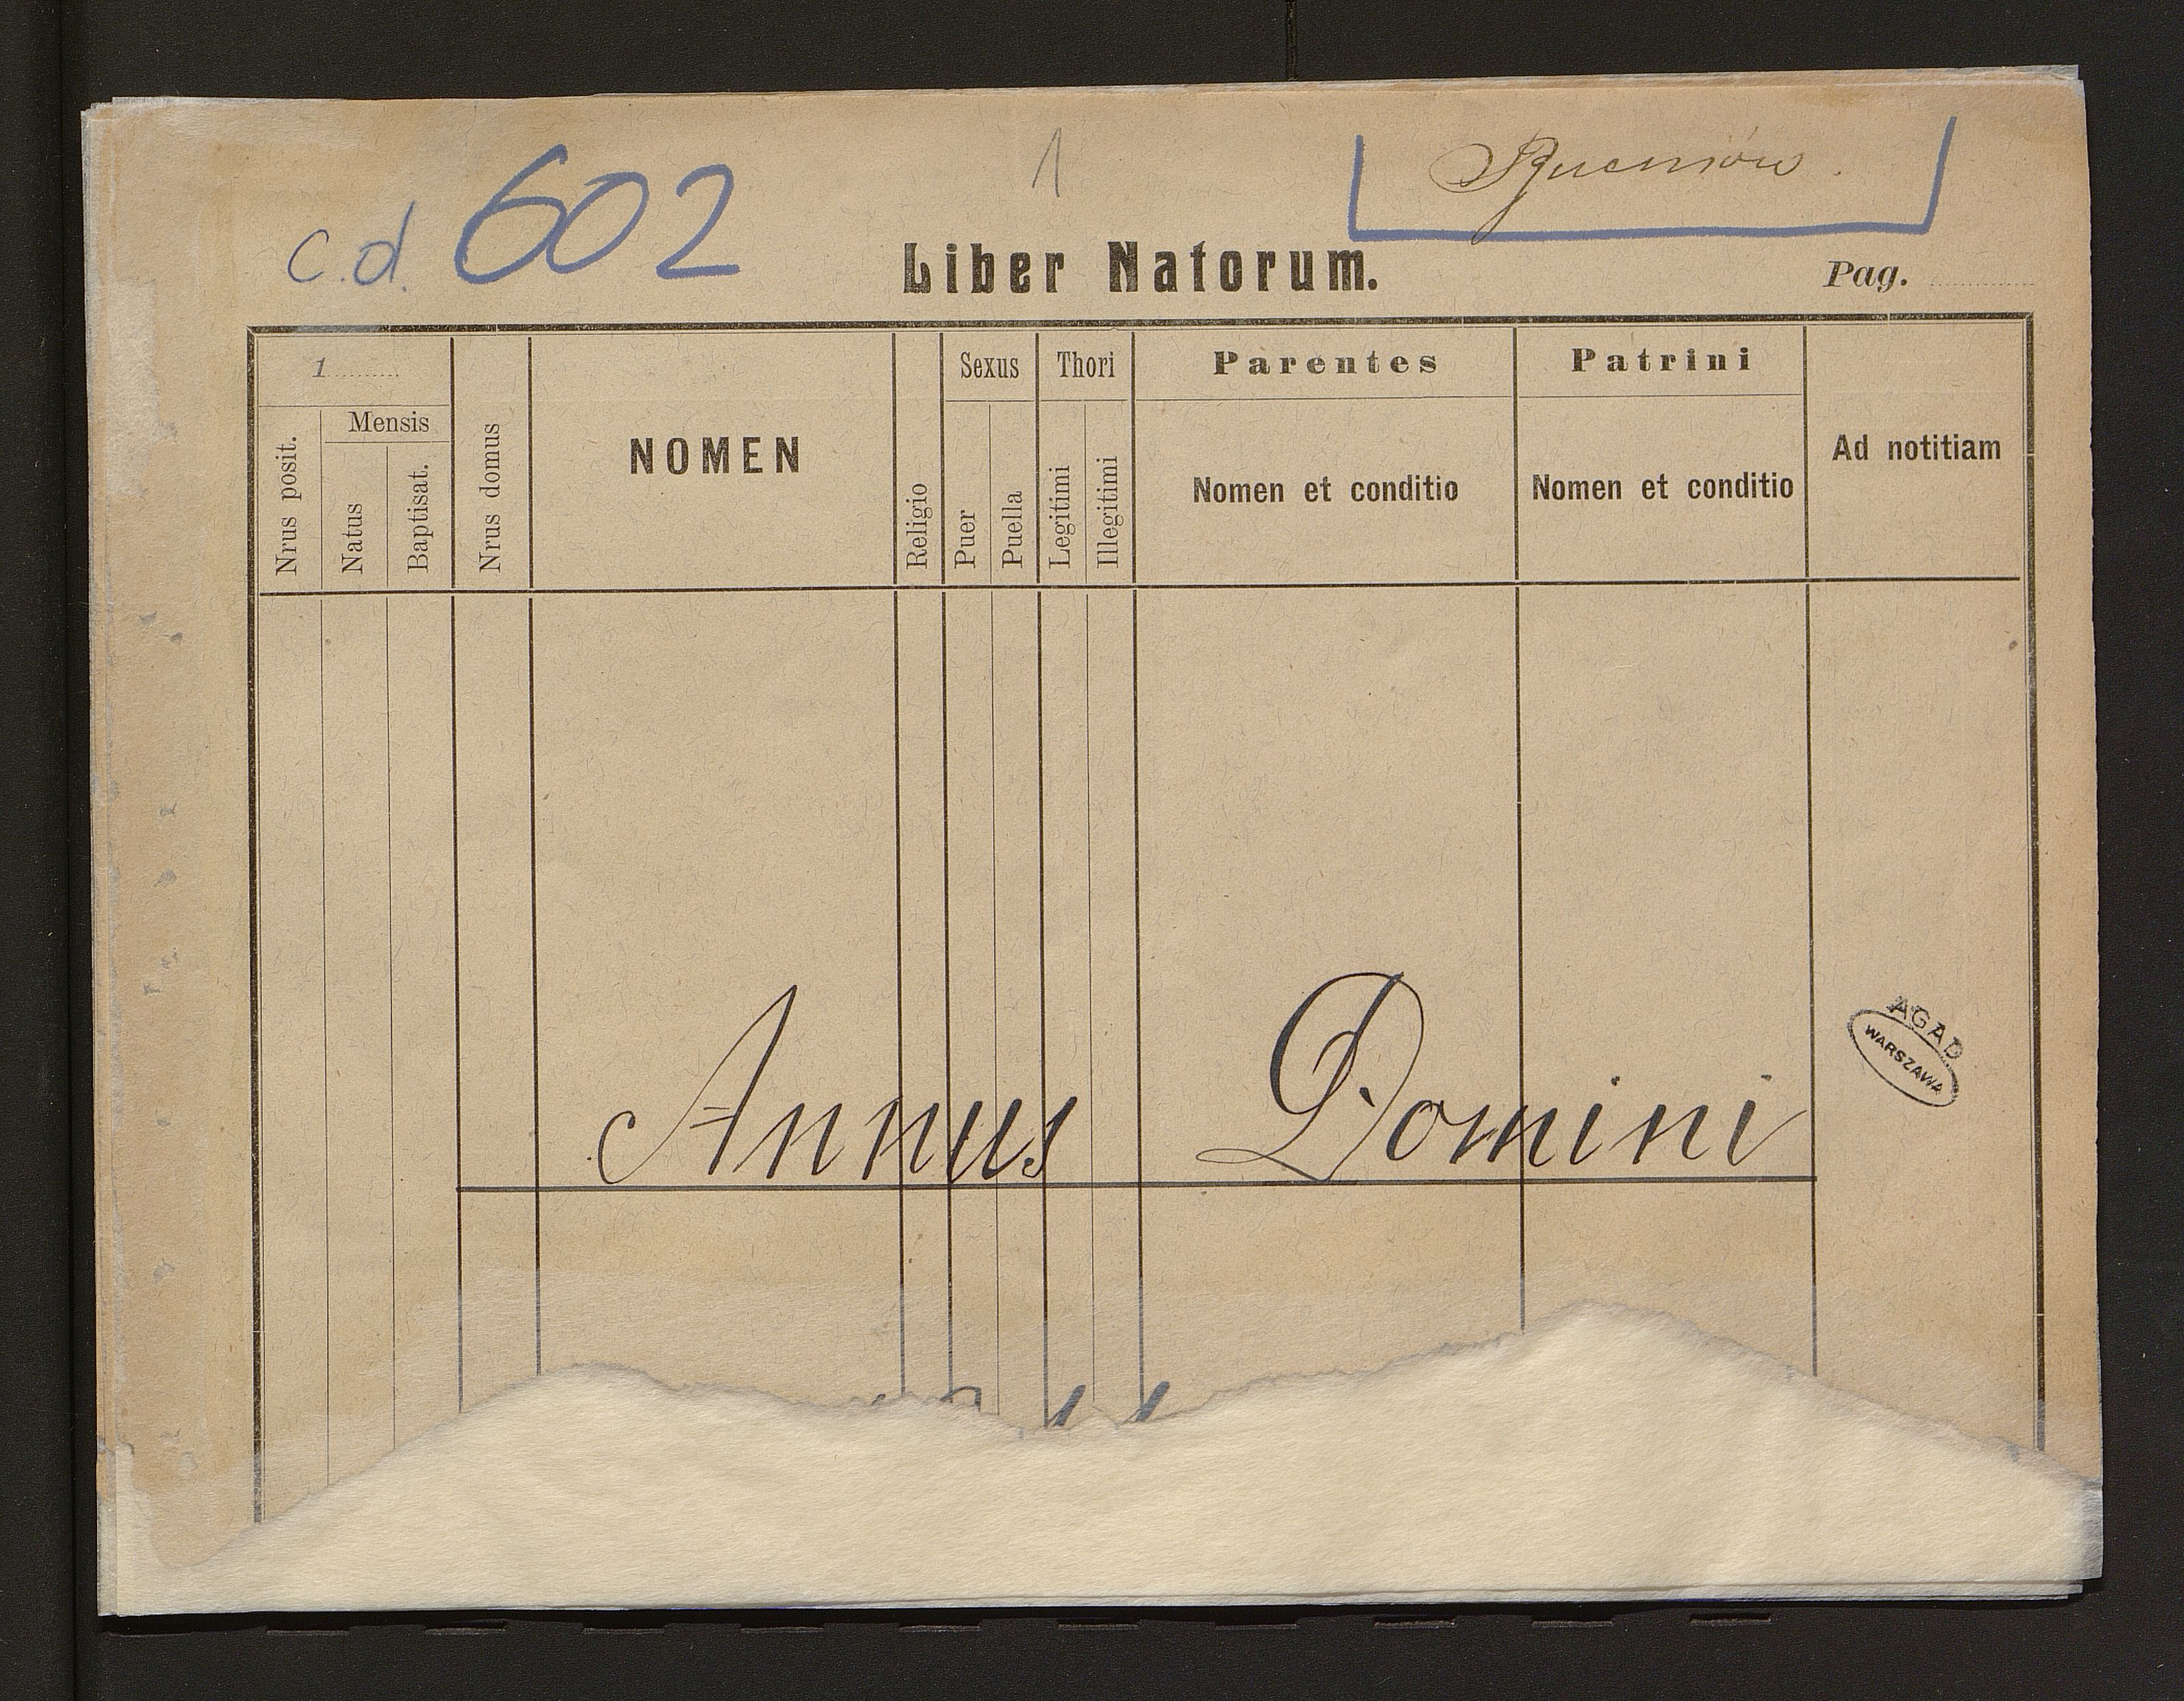 c.d. 602
1
Liber Natorum.
Pag.
1
Sexus Thori Parentes Patrini
Mensis
Nrus posit. Natus Baptisat. Nrus domus NOMEN Religio Puer Puella Legitimi Illegitimi Nomen et conditio Nomen et conditio Ad notitiam
AGAD
WARSZAWA
Annus Domini